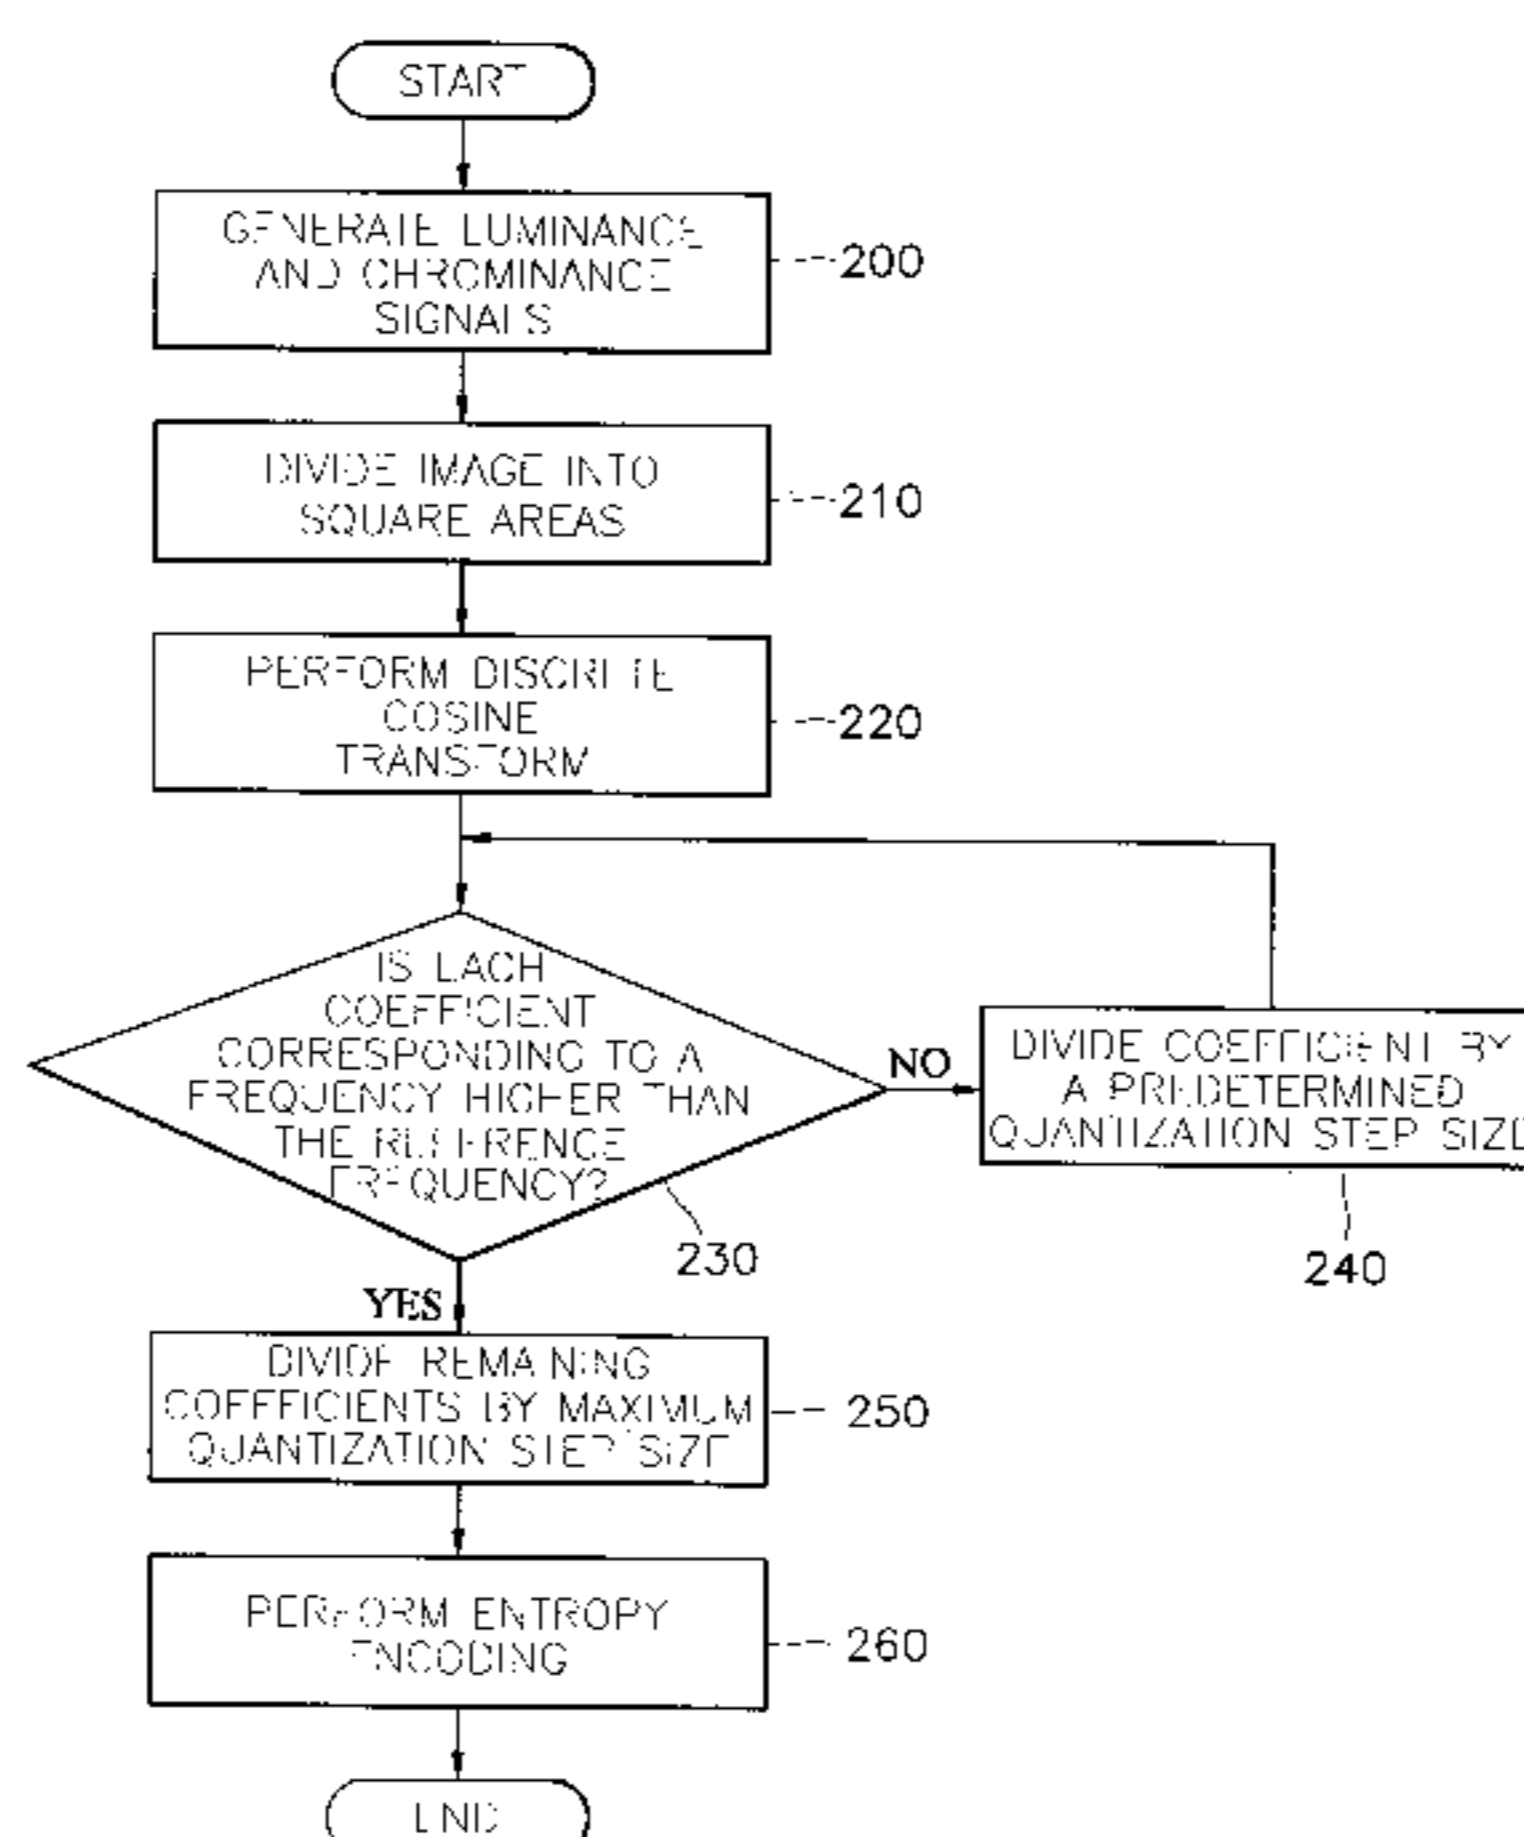 START
GENERATE LUMINANCE
AND CHROMINANCE
SIGNALS
200
DIVIDE IMAGE INTO
SQUARE AREAS
210
PERFORM DISCRETE
COSINE
TRANSFORM
220
IS EACH
COEFFICIENT
CORRESPONDING TO A
FREQUENCY HIGHER THAN
THE REFERENCE
FREQUENCY?
230
NO
DIVIDE COEFFICIENT BY
A PREDETERMINED
QUANTIZATION STEP SIZE
240
YES
DIVIDE REMAINING
COEFFICIENTS BY MAXIMUM
QUANTIZATION STEP SIZE
250
PERFORM ENTROPY
ENCODING
260
END